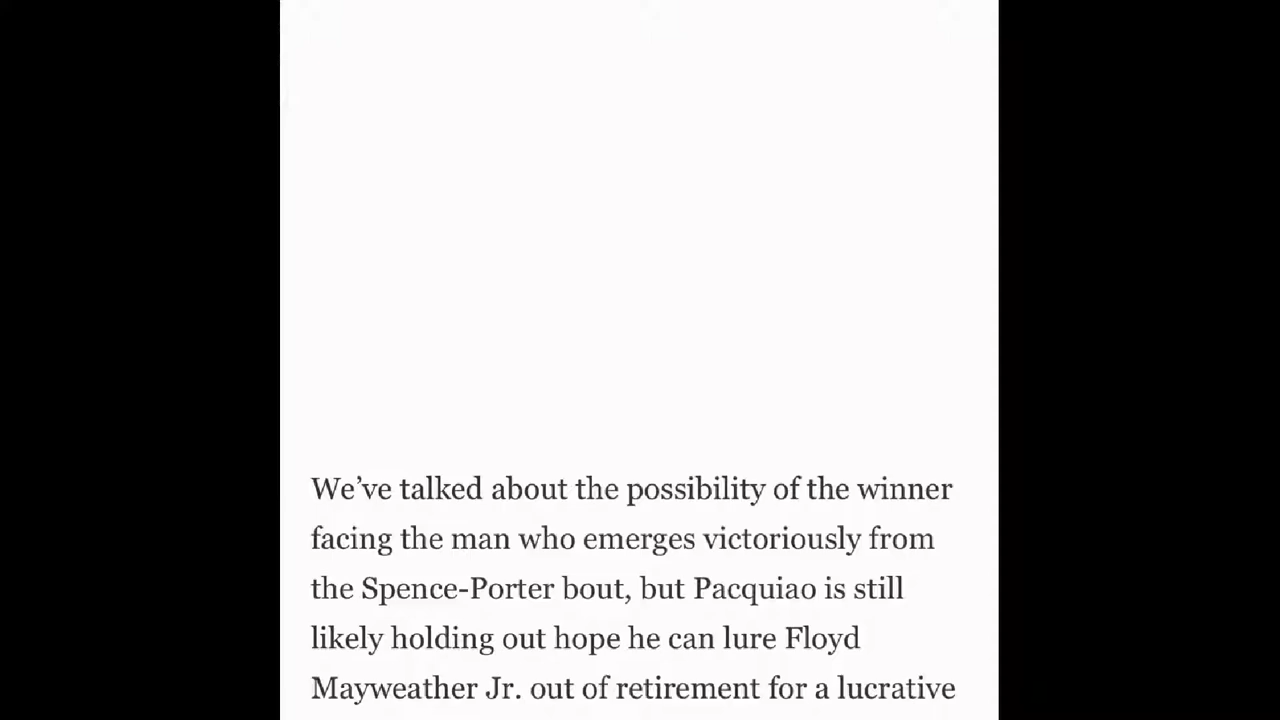 We’ve talked about the possibility of the winner
facing the man who emerges victoriously from
the Spence-Porter bout, but Pacquiao is still
likely holding out hope he can lure Floyd
Mayweather Jr. out of retirement for a lucrative